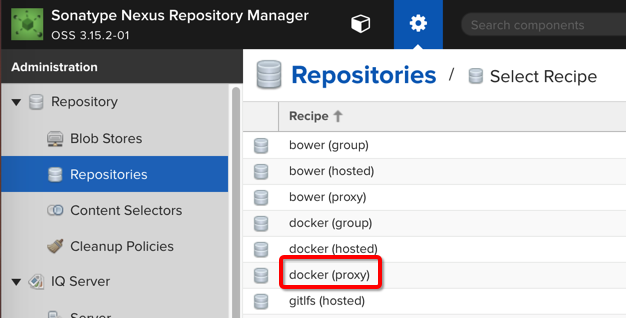 Sonatype Nexus Repository Manager
OSS 3.15.2-01
Search components
Administration
Repository
Blob Stores
Repositories
Content Selectors
Cleanup Policies
IQ Server
Server
Repositories / Select Recipe
Recipe
bower (group)
bower (hosted)
bower (proxy)
docker (group)
docker (hosted)
docker (proxy)
gitlfs (hosted)